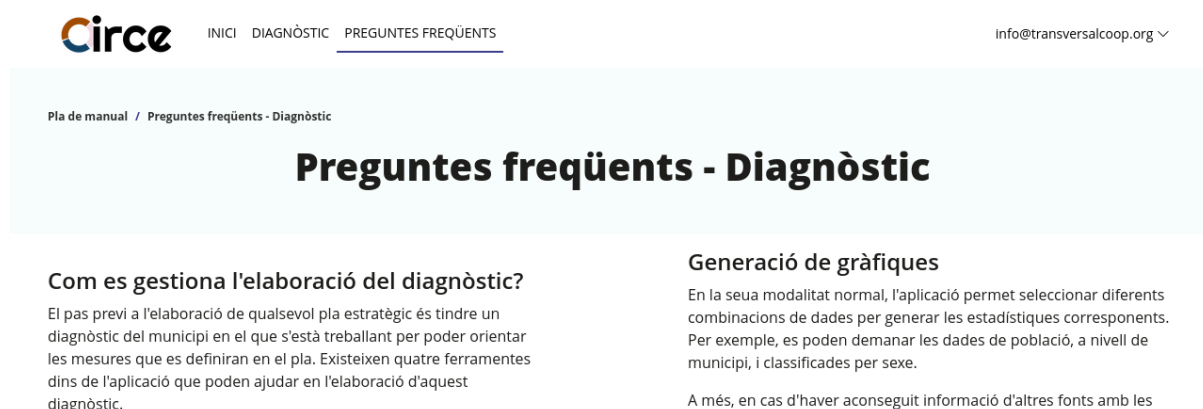 Circe
INICI DIAGNÒSTIC PREGUNTES FREQÜENTS
info@transversalcoop.org
Pla de manual / Preguntes freqüents - Diagnòstic
Preguntes freqüents - Diagnòstic
Com es gestiona l'elaboració del diagnòstic?
El pas previ a l'elaboració de qualsevol pla estratègic és tindre un
diagnòstic del municipi en el que s'està treballant per poder orientar
les mesures que es definiran en el pla. Existeixen quatre ferramentes
dins de l'aplicació que poden ajudar en l'elaboració d'aquest
diagnòstic.
Generació de gràfiques
En la seua modalitat normal, l'aplicació permet seleccionar diferents
combinacions de dades per generar les estadístiques corresponents.
Per exemple, es poden demanar les dades de població, a nivell de
municipi, i classificades per sexe.
A més, en cas d'haver aconseguit informació d'altres fonts amb les